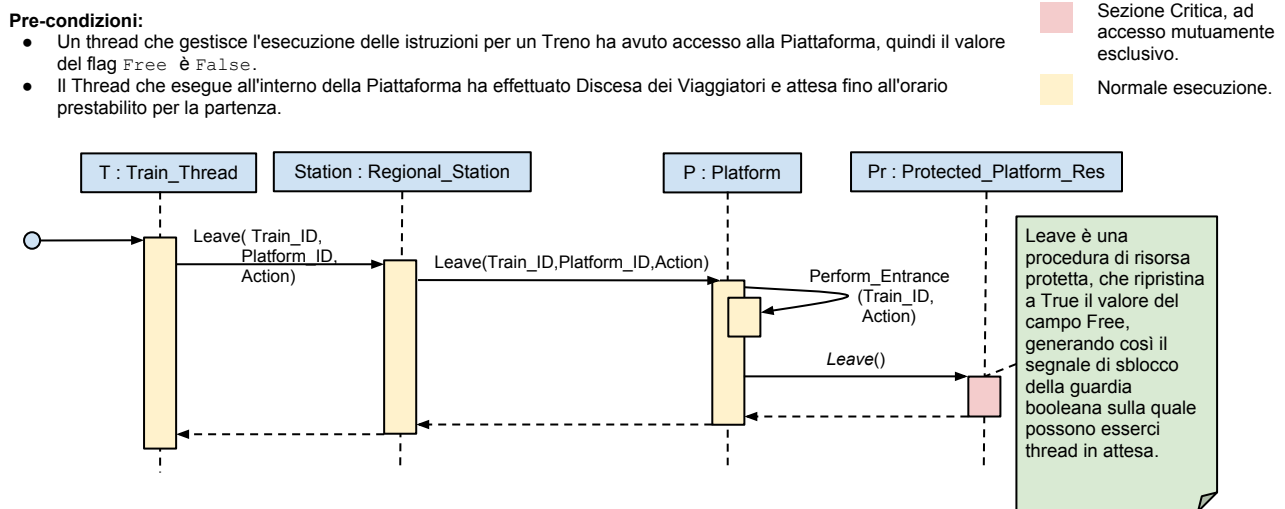 Pre-condizioni:
● Un thread che gestisce l'esecuzione delle istruzioni per un Treno ha avuto accesso alla Piattaforma, quindi il valore
del flag Free è False.
● Il Thread che esegue all'interno della Piattaforma ha effettuato Discesa dei Viaggiatori e attesa fino all'orario
prestabilito per la partenza.
Sezione Critica, ad
accesso mutuamente
esclusivo.
Normale esecuzione.
T : Train_Thread
Station : Regional_Station
P : Platform
Pr : Protected_Platform_Res
Leave( Train_ID,
Platform_ID,
Action)
Leave(Train_ID,Platform_ID,Action)
Perform_Entrance
(Train_ID,
Action)
Leave()
Leave è una
procedura di risorsa
protetta, che ripristina
a True il valore del
campo Free,
generando così il
segnale di sblocco
della guardia
booleana sulla quale
possono esserci
thread in attesa.